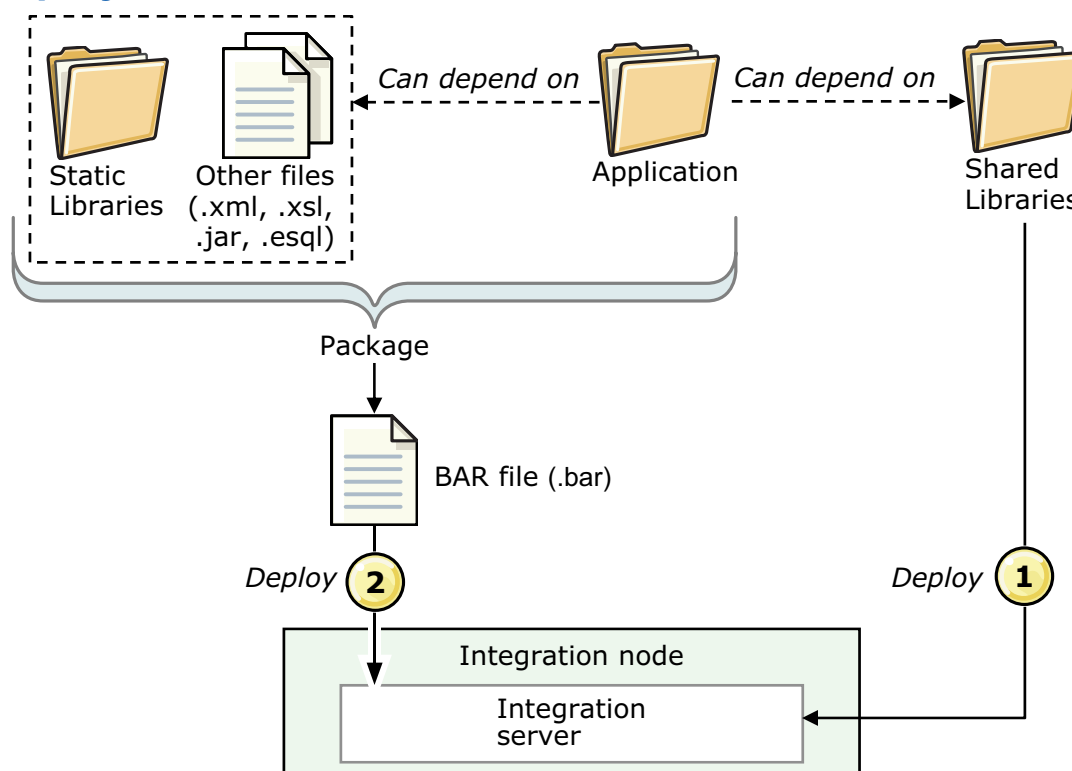 Can depend on
Can depend on
Static
Libraries
Other files
(.xml, .xsl,
.jar, .esql)
Application
Shared
Libraries
Package
BAR file (.bar)
Deploy 2
Deploy 1
Integration node
Integration
server